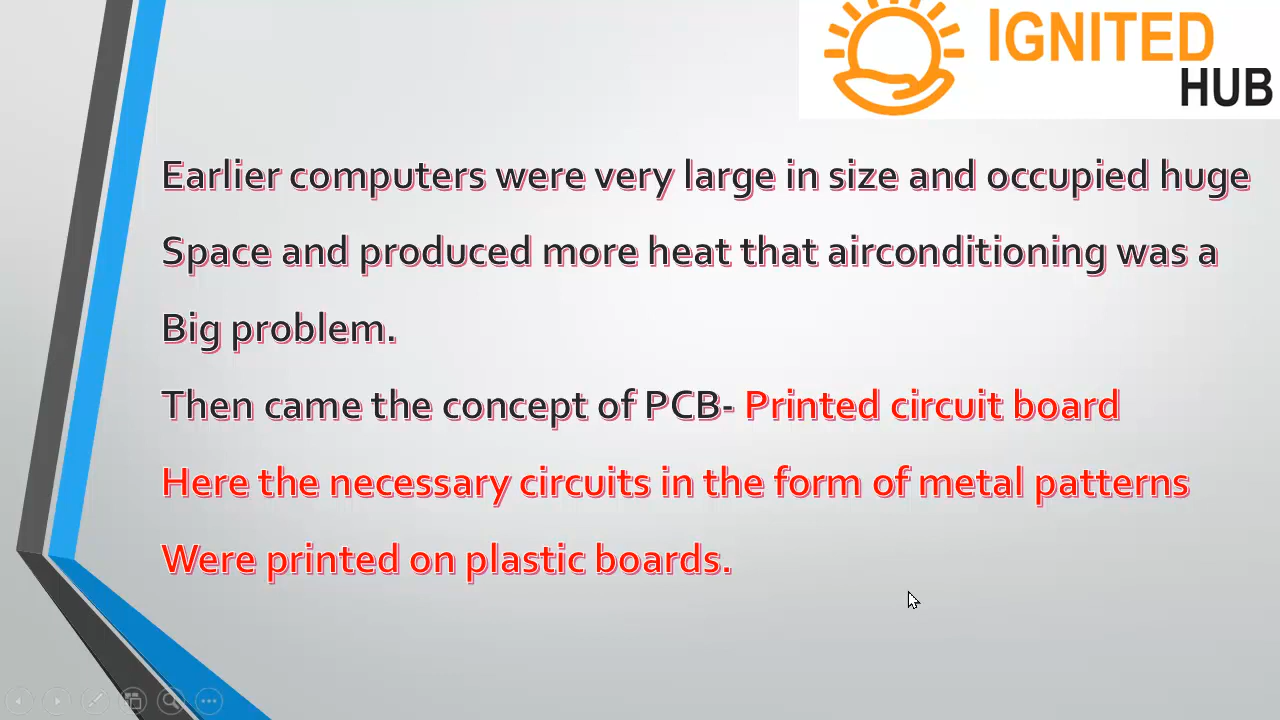 IGNITED
HUB
Earlier computers were very large in size and occupied huge
Space and produced more heat that airconditioning was a
Big problem.
Then came the concept of PCB- Printed circuit board
Here the necessary circuits in the form of metal patterns
Were printed on plastic boards.